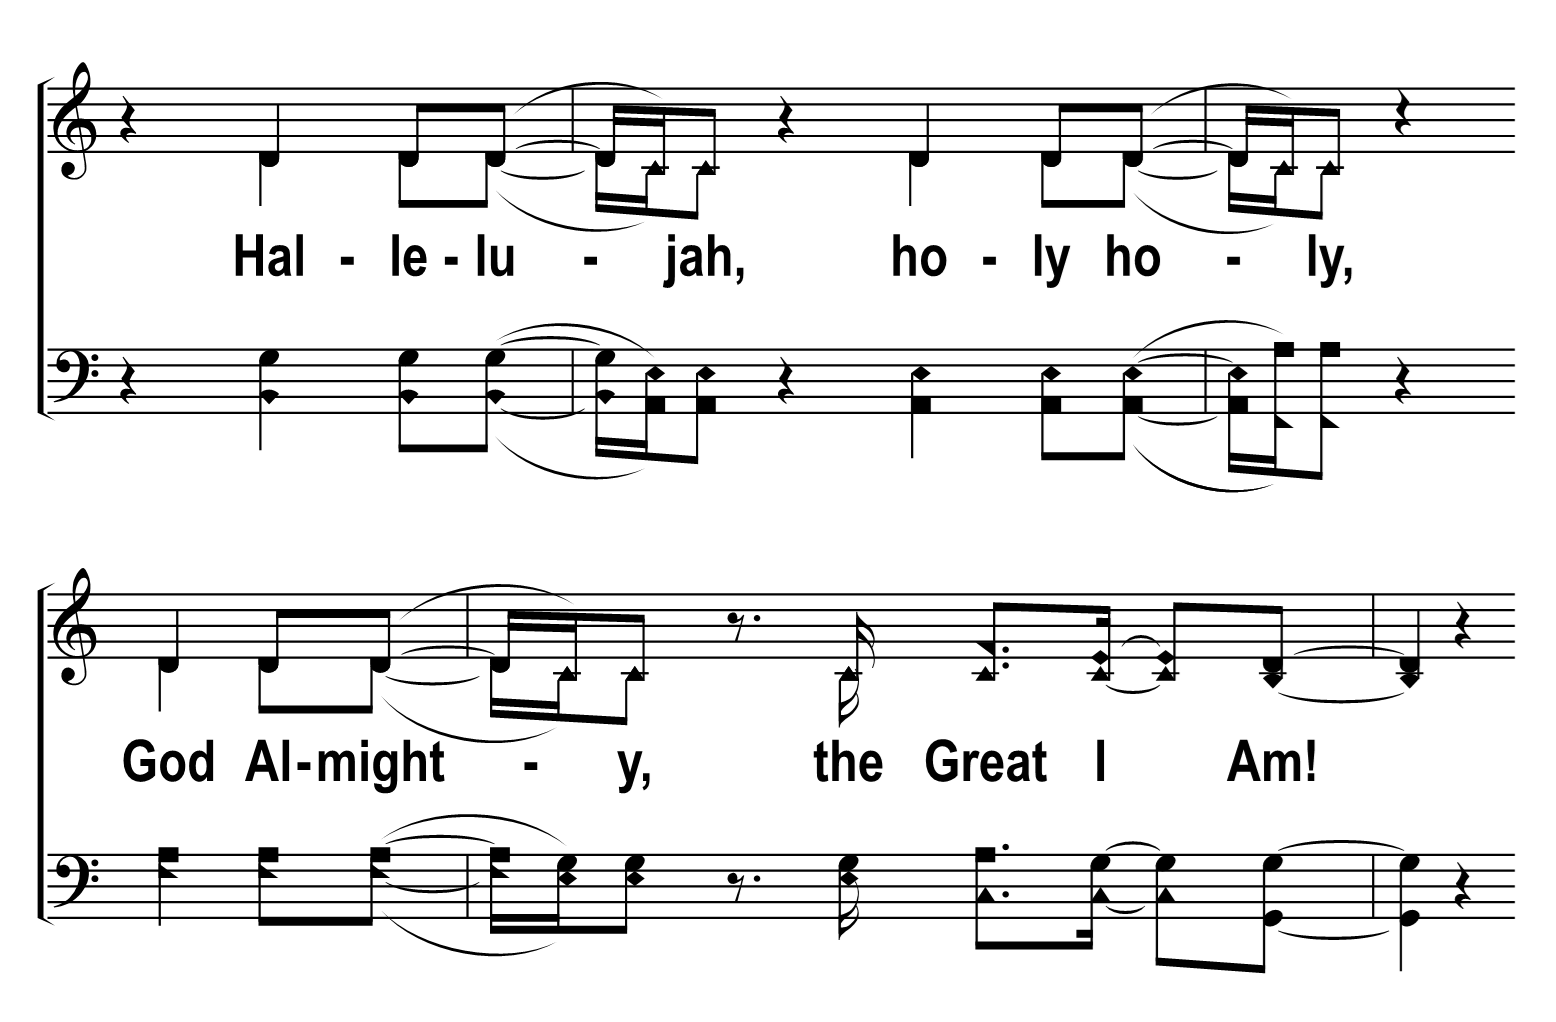 Hal - le - lu - jah, ho - ly ho - ly,
God Al-might - y, the Great I Am!